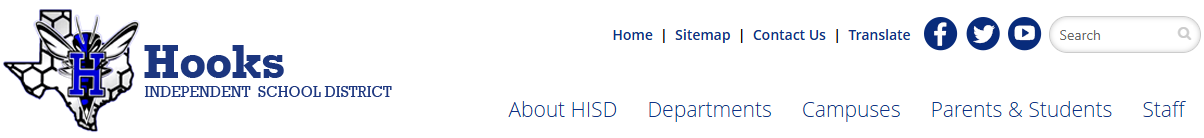 Home | Sitemap | Contact Us | Translate
Search
H
Hooks
INDEPENDENT SCHOOL DISTRICT
About HISD Departments Campuses Parents & Students Staff